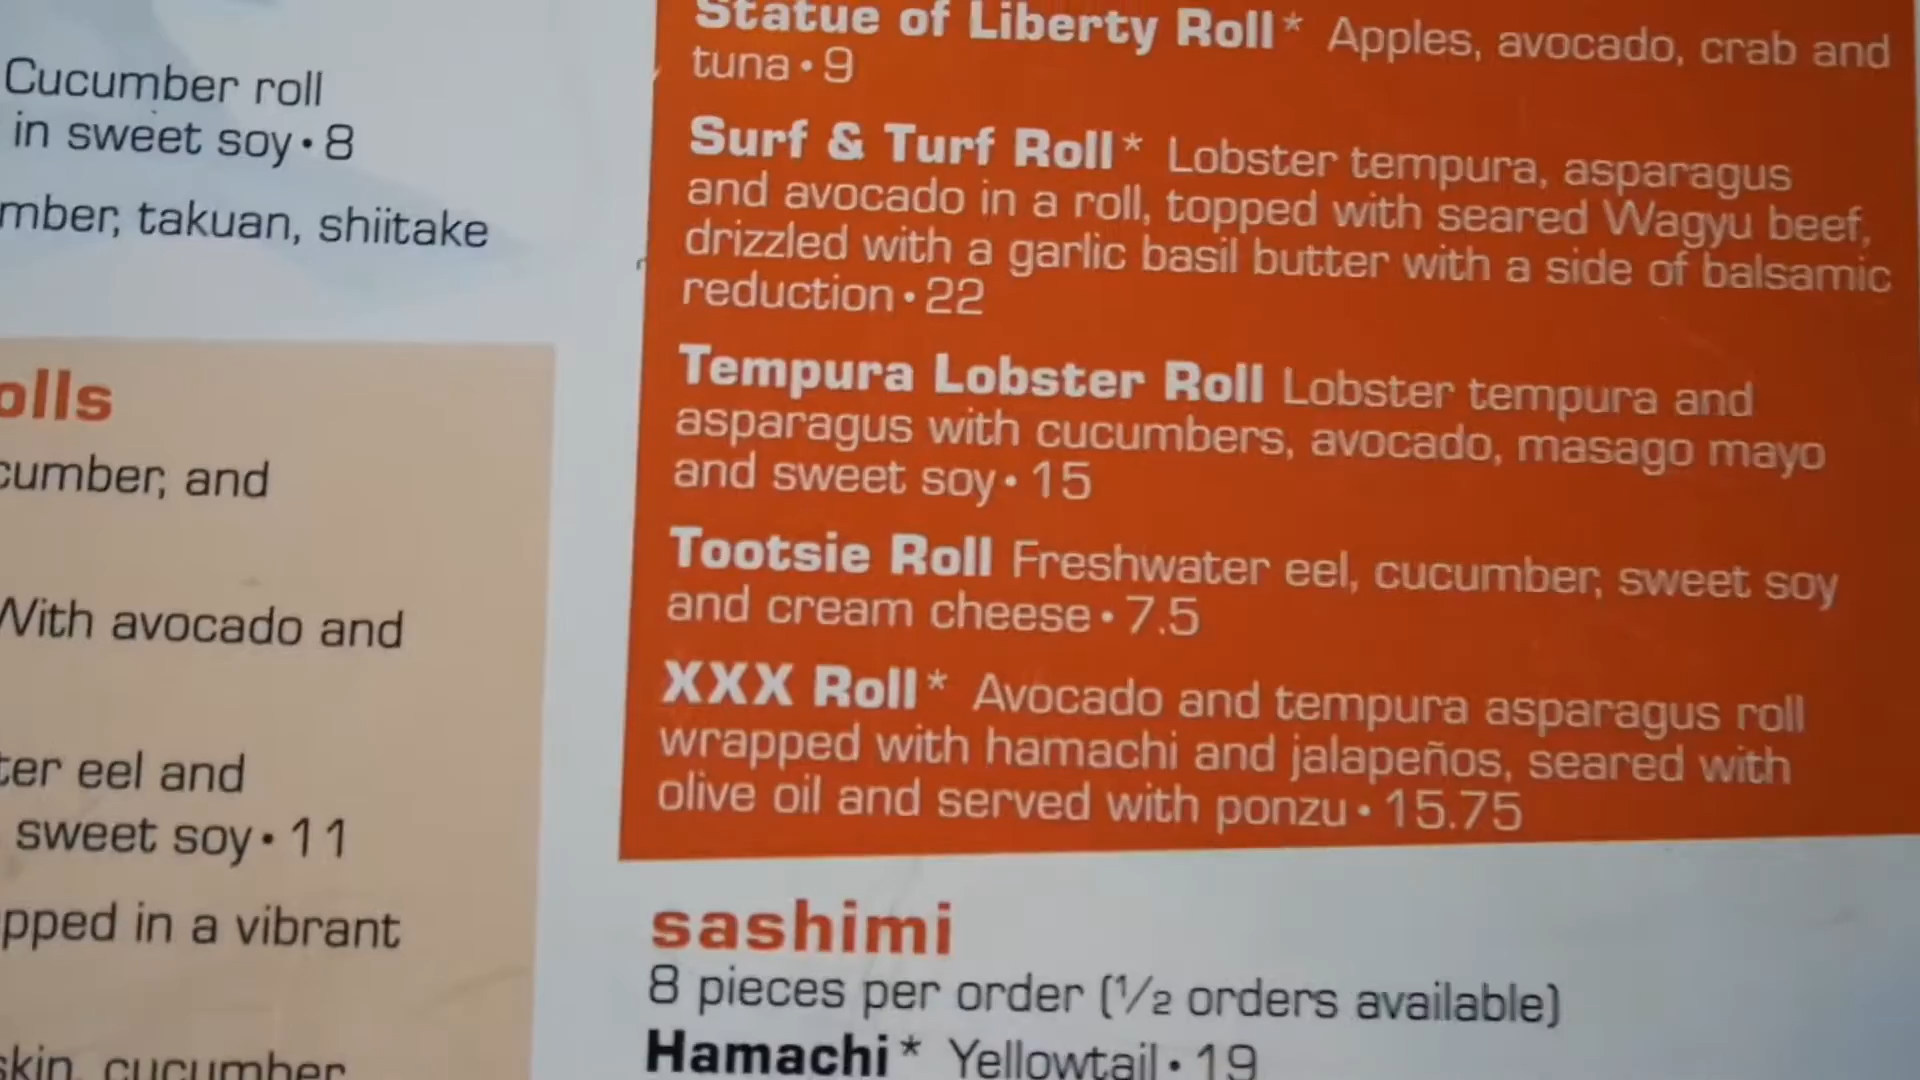 Cucumber roll
in sweet soy • 8
takuan, shiitake
and
With avocado and
eel and
sweet soy • 11
in a vibrant
skin, cucumber
Statue of Liberty Roll* Apples, avocado, crab and
tuna • 9
Surf & Turf Roll* Lobster tempura, asparagus
and avocado in a roll, topped with seared Wagyu beef,
drizzled with a garlic basil butter with a side of balsamic
reduction • 22
Tempura Lobster Roll Lobster tempura and
asparagus with cucumbers, avocado, masago mayo
and sweet soy • 15
Tootsie Roll Freshwater eel, cucumber, sweet soy
and cream cheese • 7.5
XXX Roll* Avocado and tempura asparagus roll
wrapped with hamachi and jalapeños, seared with
olive oil and served with ponzu • 15.75
sashimi
8 pieces per order (½ orders available)
Hamachi* Yellowtail • 19